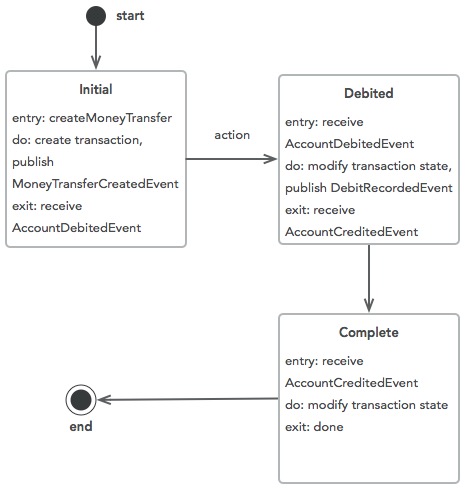 start
Initial
entry: createMoneyTransfer
do: create transaction,
publish
MoneyTransferCreatedEvent
exit: receive
AccountDebitedEvent
action
Debited
entry: receive
AccountDebitedEvent
do: modify transaction state,
publish DebitRecordedEvent
exit: receive
AccountCreditedEvent
Complete
entry: receive
AccountCreditedEvent
do: modify transaction state
exit: done
end